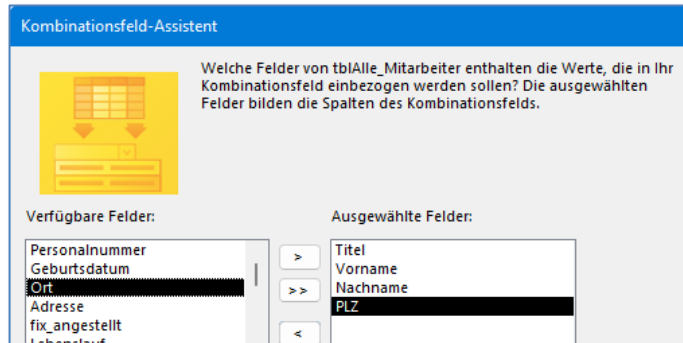 Kombinationsfeld-Assistent
Welche Felder von tblAlle_Mitarbeiter enthalten die Werte, die in Ihr
Kombinationsfeld einbezogen werden sollen? Die ausgewählten
Felder bilden die Spalten des Kombinationsfelds.
Verfügbare Felder:
Ausgewählte Felder:
Personalnummer
Geburtsdatum
Ort
Adresse
fix_angestellt
Lebenslauf
>
>>
<
Titel
Vorname
Nachname
PLZ